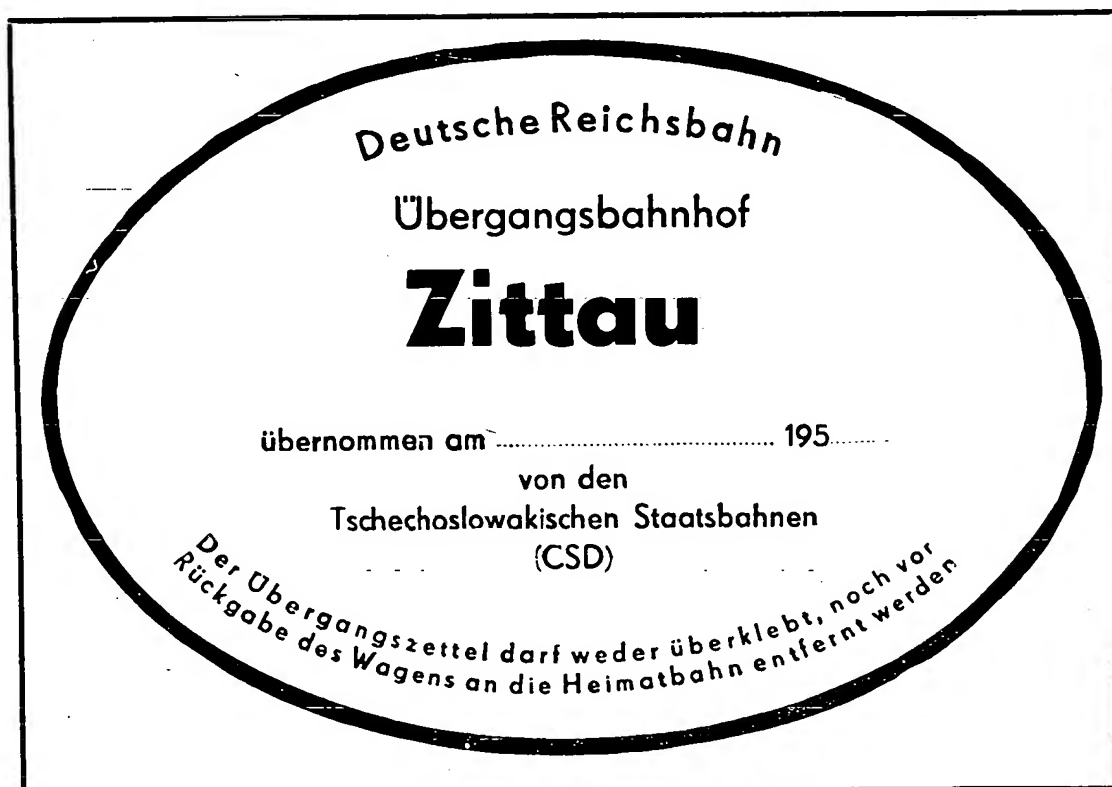 Deutsche Reichsbahn
Übergangsbahnhof
Zittau
übernommen am ........................................ 195........
von den
Tschechoslowakischen Staatsbahnen
(CSD)
Der Übergangszettel darf weder überklebt, noch vor
Rückgabe des Wagens an die Heimatbahn entfernt werden